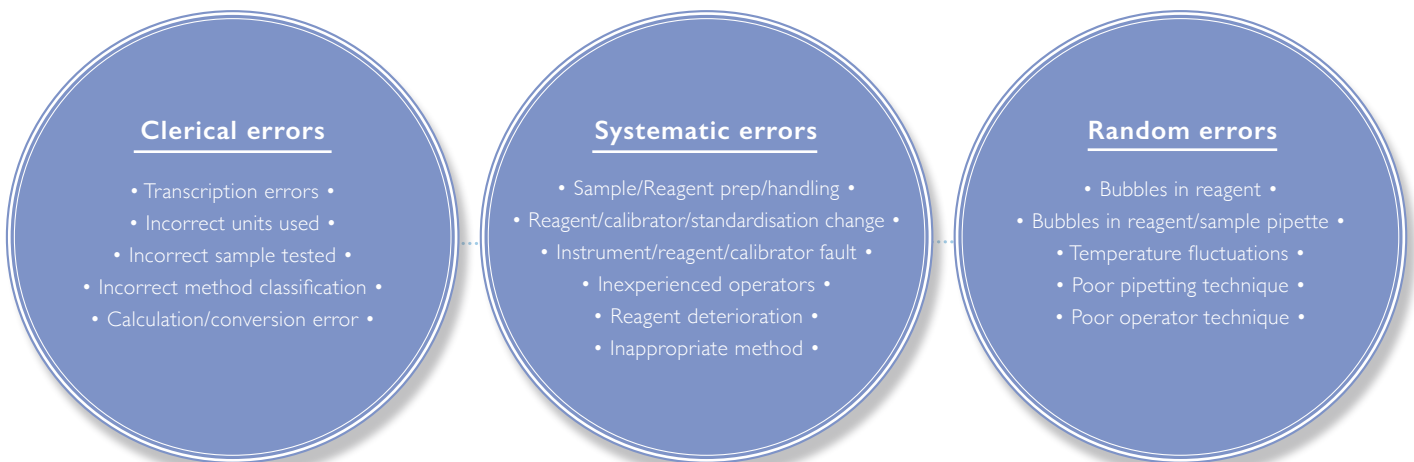 Clerical errors
• Transcription errors •
• Incorrect units used •
• Incorrect sample tested •
• Incorrect method classification •
• Calculation/conversion error •
Systematic errors
• Sample/Reagent prep/handling •
• Reagent/calibrator/standardisation change •
• Instrument/reagent/calibrator fault •
• Inexperienced operators •
• Reagent deterioration •
• Inappropriate method •
Random errors
• Bubbles in reagent •
• Bubbles in reagent/sample pipette •
• Temperature fluctuations •
• Poor pipetting technique •
• Poor operator technique •